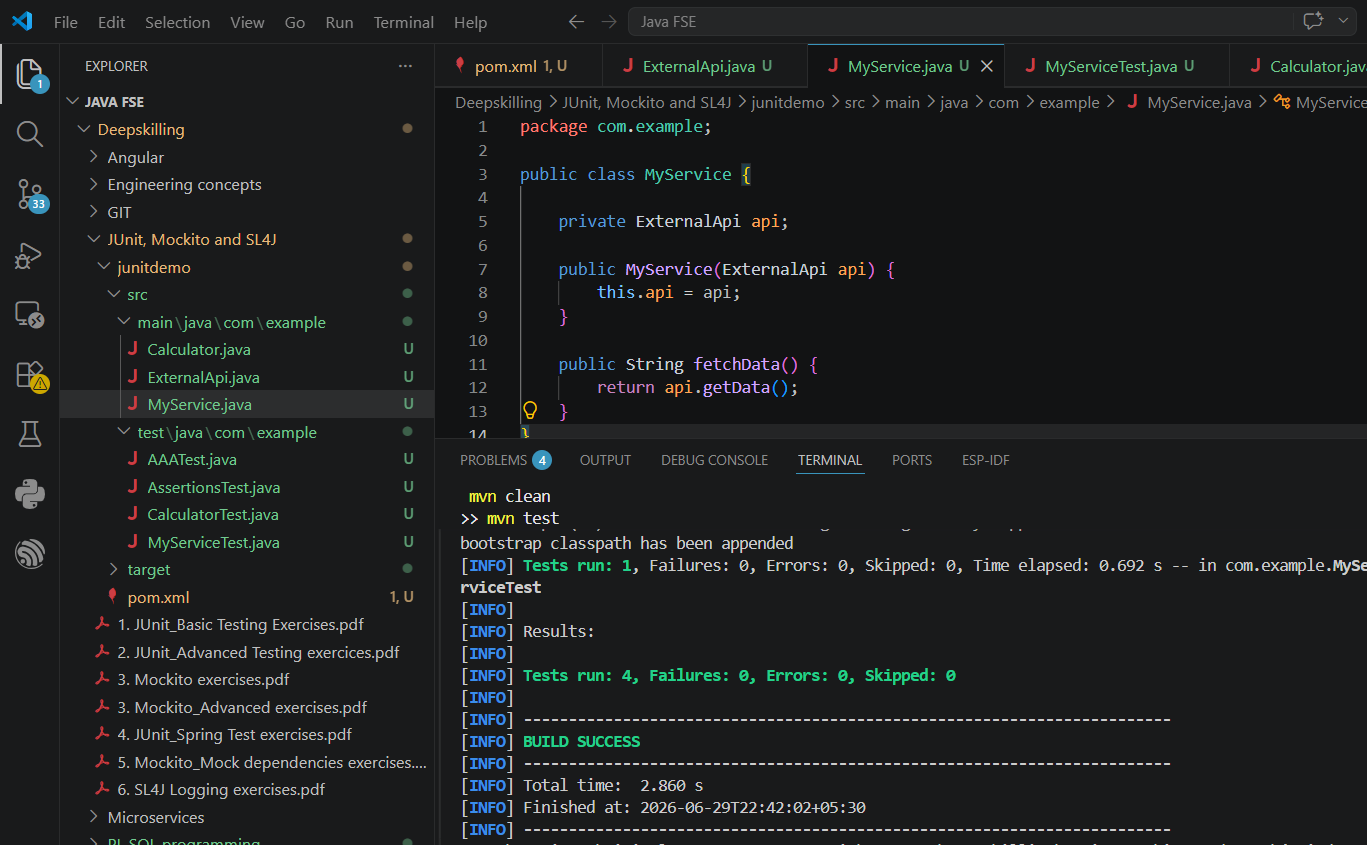 File Edit Selection View Go Run Terminal Help
Java FSE
EXPLORER
JAVA FSE
Deepskilling
Angular
Engineering concepts
GIT
JUnit, Mockito and SL4J
junitdemo
src
main\java\com\example
Calculator.java U
ExternalApi.java U
MyService.java U
test\java\com\example
AAATest.java U
AssertionsTest.java U
CalculatorTest.java U
MyServiceTest.java U
target
pom.xml 1, U
1. JUnit_Basic Testing Exercises.pdf
2. JUnit_Advanced Testing exercices.pdf
3. Mockito exercises.pdf
3. Mockito_Advanced exercises.pdf
4. JUnit_Spring Test exercises.pdf
5. Mockito_Mock dependencies exercises....
6. SL4J Logging exercises.pdf
Microservices
PL SQL programming
1
33
pom.xml 1, U
ExternalApi.java U
MyService.java U
MyServiceTest.java U
Calculator.java
Deepskilling > JUnit, Mockito and SL4J > junitdemo > src > main > java > com > example > MyService.java > MyService
1 package com.example;
2
3 public class MyService {
4
5 private ExternalApi api;
6
7 public MyService(ExternalApi api) {
8 this.api = api;
9 }
10
11 public String fetchData() {
12 return api.getData();
13 }
14 }
PROBLEMS 4 OUTPUT DEBUG CONSOLE TERMINAL PORTS ESP-IDF
mvn clean
>> mvn test
bootstrap classpath has been appended
[INFO] Tests run: 1, Failures: 0, Errors: 0, Skipped: 0, Time elapsed: 0.692 s -- in com.example.MySe
rviceTest
[INFO]
[INFO] Results:
[INFO]
[INFO] Tests run: 4, Failures: 0, Errors: 0, Skipped: 0
[INFO]
[INFO] ------------------------------------------------------------------------
[INFO] BUILD SUCCESS
[INFO] ------------------------------------------------------------------------
[INFO] Total time: 2.860 s
[INFO] Finished at: 2026-06-29T22:42:02+05:30
[INFO] ------------------------------------------------------------------------